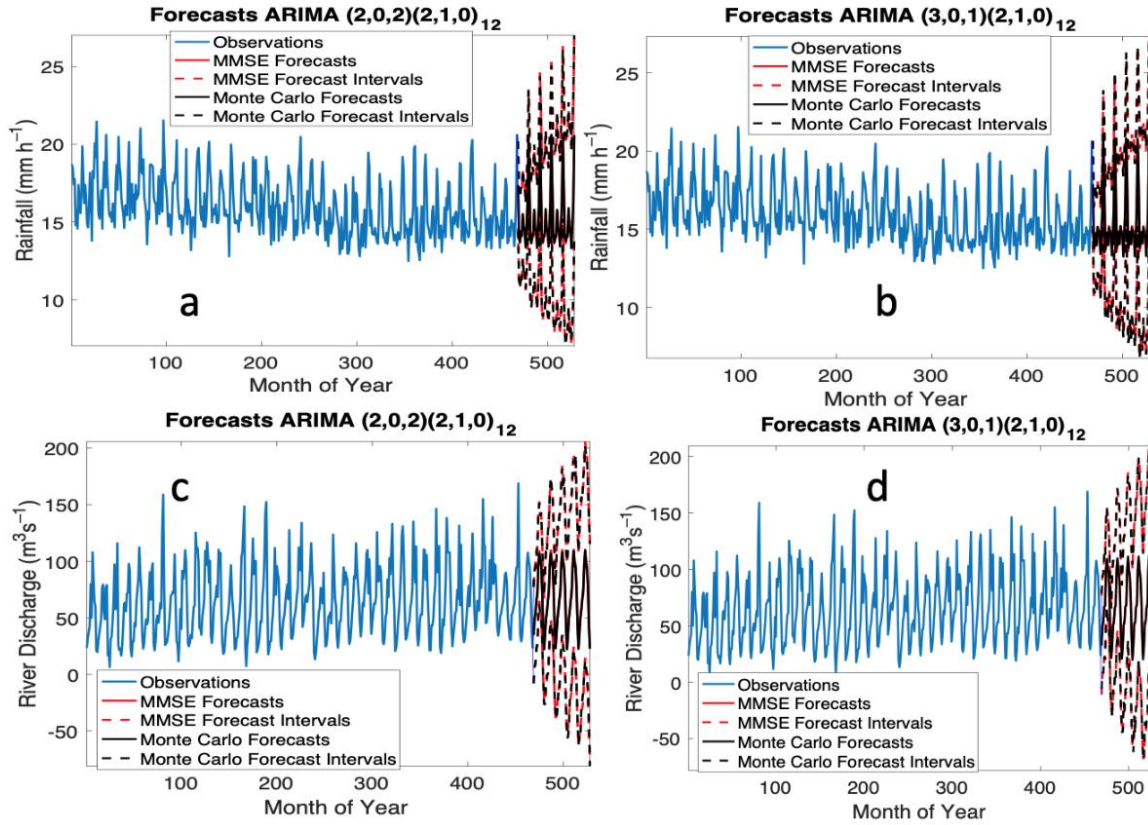 Forecasts ARIMA (2,0,2)(2,1,0)₁₂
Observations
MMSE Forecasts
MMSE Forecast Intervals
Monte Carlo Forecasts
Monte Carlo Forecast Intervals
25
20
15
10
Rainfall (mm h⁻¹)
a
100
200
300
400
500
Month of Year
Forecasts ARIMA (3,0,1)(2,1,0)₁₂
Observations
MMSE Forecasts
MMSE Forecast Intervals
Monte Carlo Forecasts
Monte Carlo Forecast Intervals
25
20
15
10
Rainfall (mm h⁻¹)
b
100
200
300
400
500
Month of Year
Forecasts ARIMA (2,0,2)(2,1,0)₁₂
200
150
100
50
0
-50
River Discharge (m³s⁻¹)
c
Observations
MMSE Forecasts
MMSE Forecast Intervals
Monte Carlo Forecasts
Monte Carlo Forecast Intervals
100
200
300
400
500
Month of Year
Forecasts ARIMA (3,0,1)(2,1,0)₁₂
200
150
100
50
0
-50
River Discharge (m³s⁻¹)
d
Observations
MMSE Forecasts
MMSE Forecast Intervals
Monte Carlo Forecasts
Monte Carlo Forecast Intervals
100
200
300
400
500
Month of Year